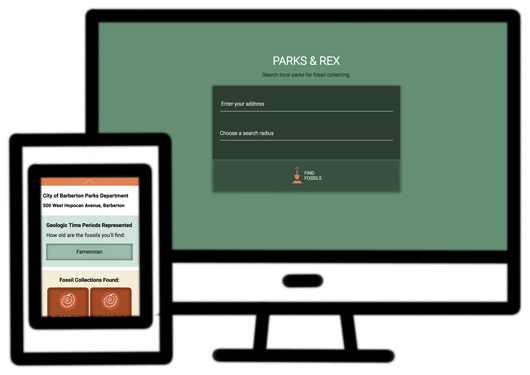 PARKS & REX
Search local parks for fossil collecting
Enter your address
Choose a search radius
FIND
FOSSILS
City of Barberton Parks Department
500 West Hopocan Avenue, Barberton
Geologic Time Periods Represented
How old are the fossils you'll find:
Famennian
Fossil Collections Found: